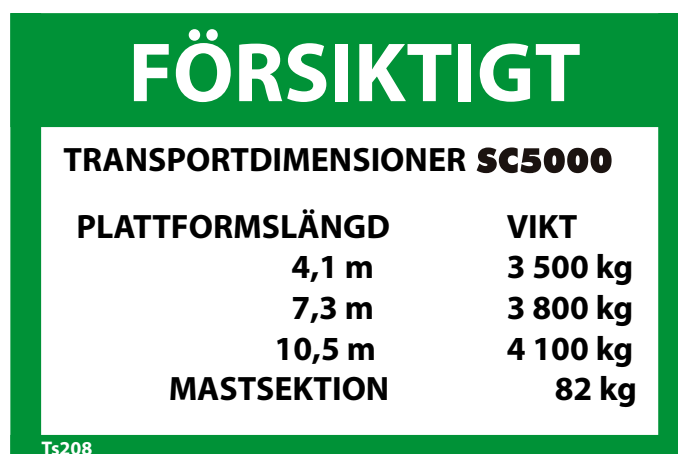 FÖRSIKTIGT
TRANSPORTDIMENSIONER SC5000
PLATTFORMSLÄNGD VIKT
4,1 m 3 500 kg
7,3 m 3 800 kg
10,5 m 4 100 kg
MASTSEKTION 82 kg
Ts208